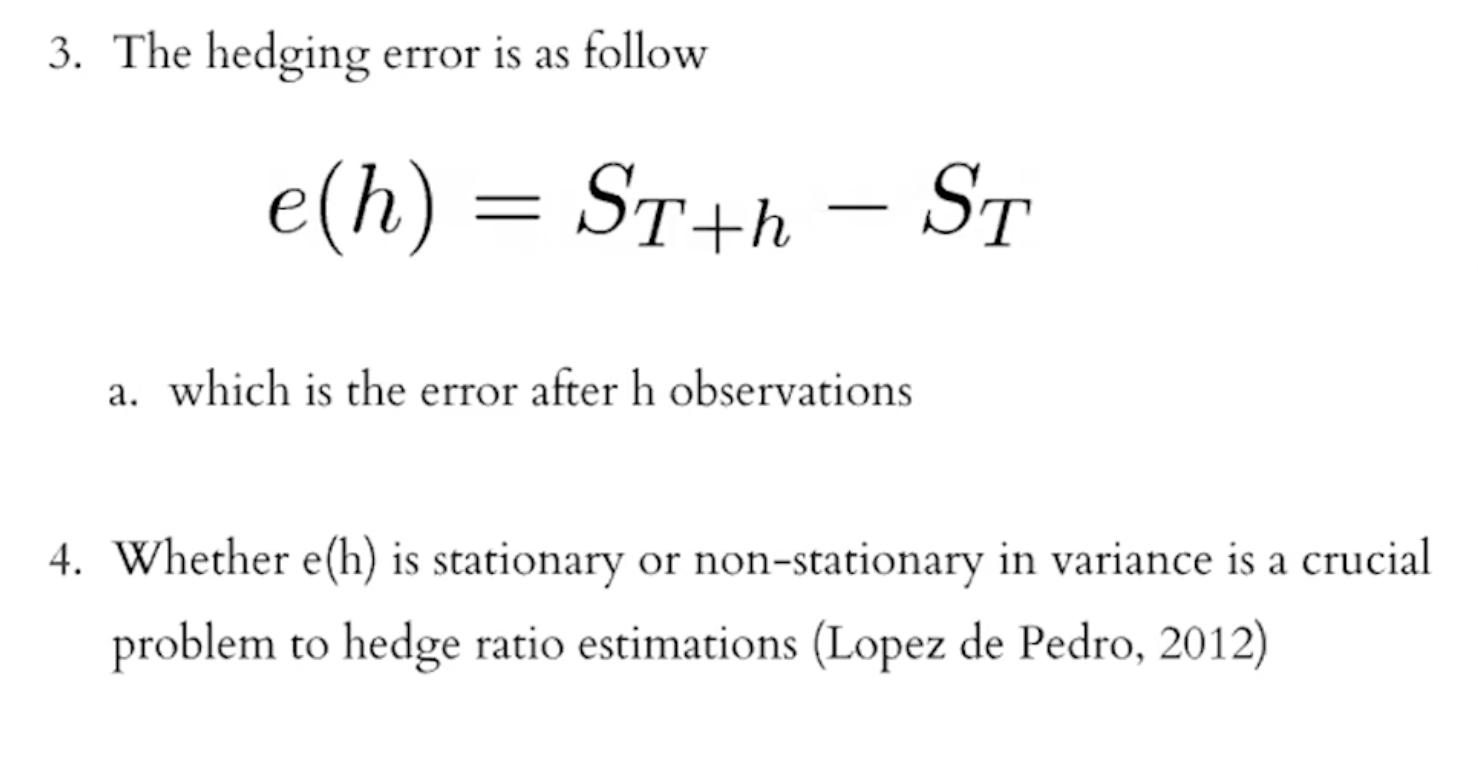 3. The hedging error is as follow
e(h) = S_{T+h} − S_T
a. which is the error after h observations
4. Whether e(h) is stationary or non-stationary in variance is a crucial
problem to hedge ratio estimations (Lopez de Pedro, 2012)